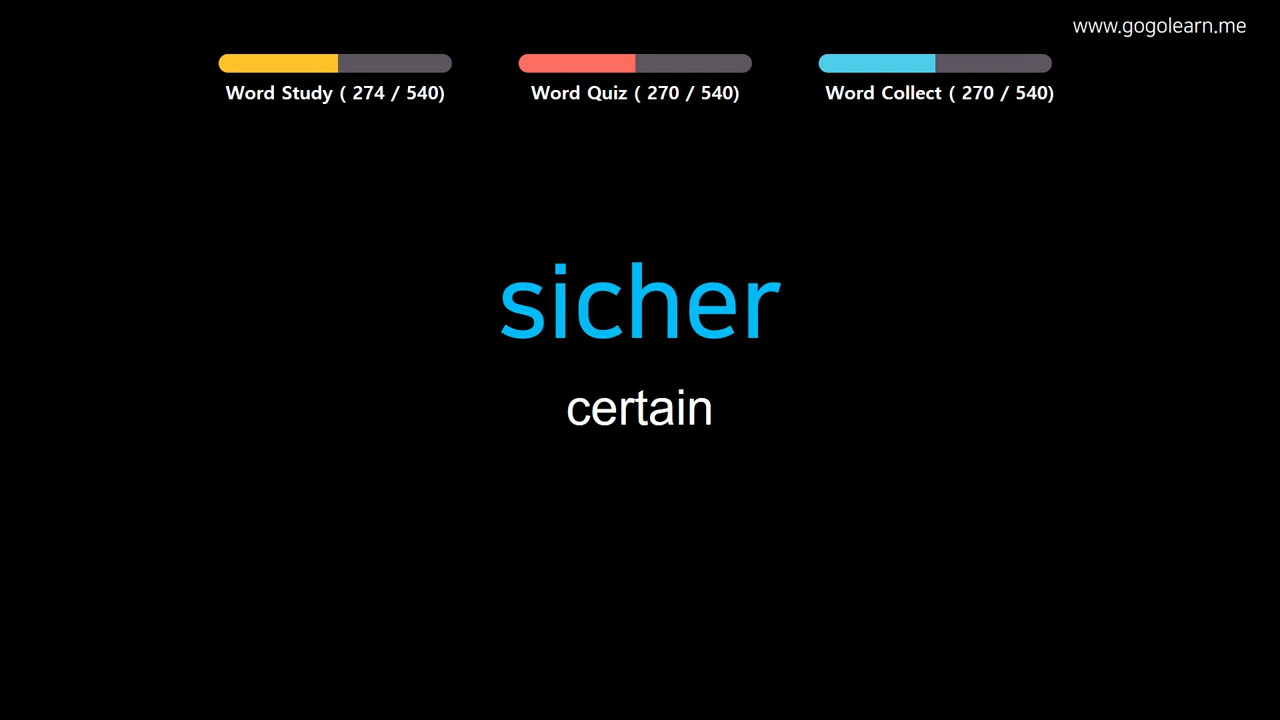 www.gogolearn.me
Word Study ( 274 / 540)
Word Quiz ( 270 / 540)
Word Collect ( 270 / 540)
sicher
certain